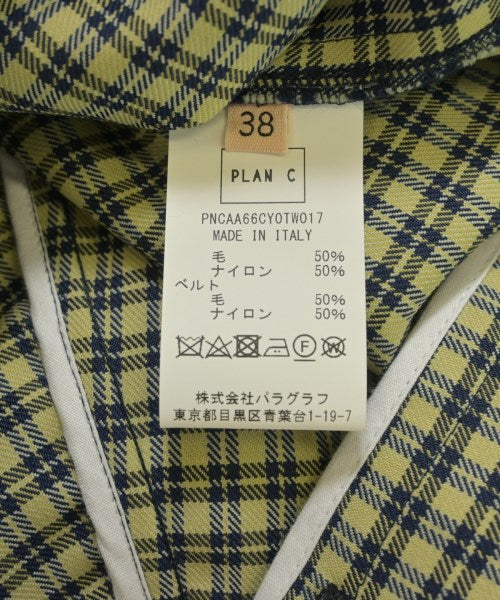 38
PLAN C
PNCAA66CY0TW017
MADE IN ITALY
毛 50%
ナイロン 50%
ベルト
毛 50%
ナイロン 50%
株式会社パラグラフ
東京都目黒区青葉台1-19-7